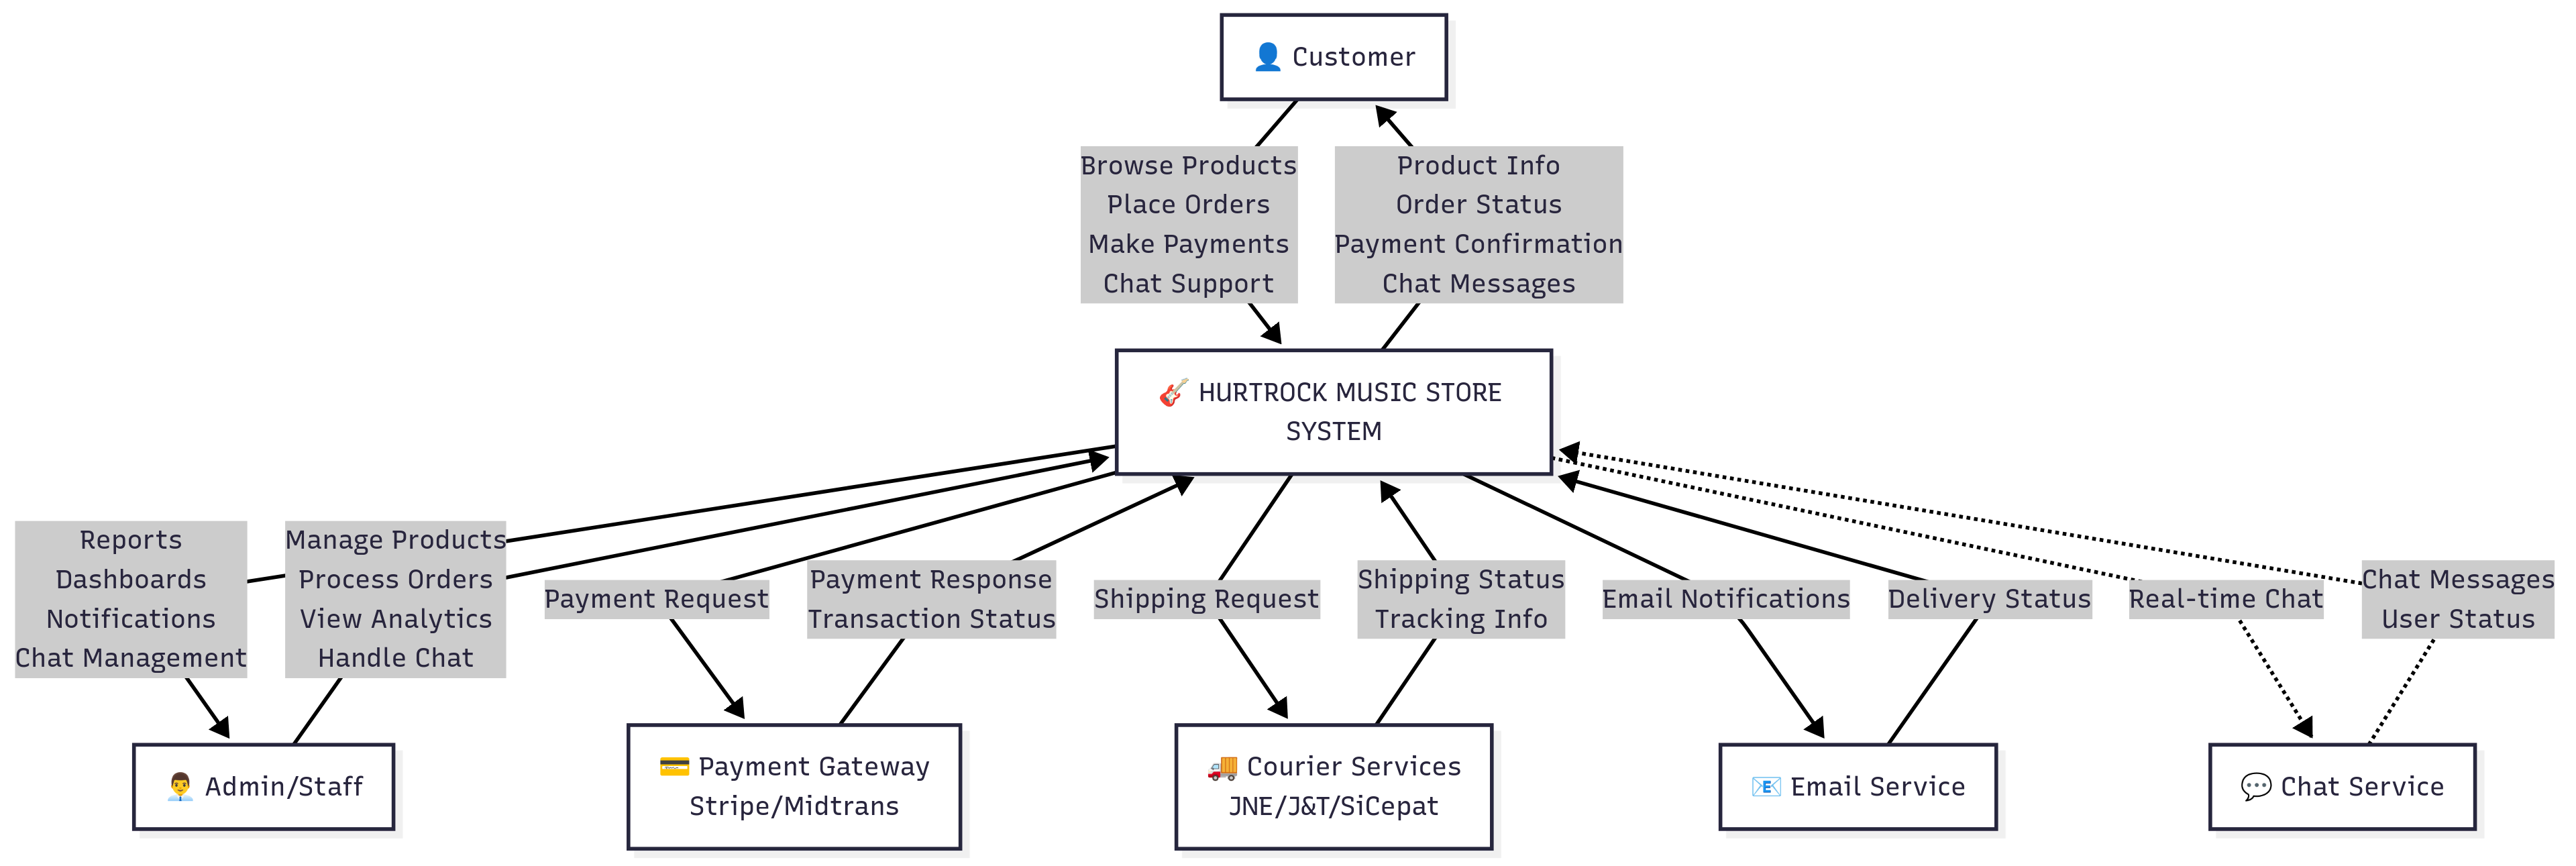 Customer
Browse Products
Place Orders
Make Payments
Chat Support
Product Info
Order Status
Payment Confirmation
Chat Messages
HURTROCK MUSIC STORE
SYSTEM
Reports
Dashboards
Notifications
Chat Management
Manage Products
Process Orders
View Analytics
Handle Chat
Payment Request
Payment Response
Transaction Status
Shipping Request
Shipping Status
Tracking Info
Email Notifications
Delivery Status
Real-time Chat
Chat Messages
User Status
Admin/Staff
Payment Gateway
Stripe/Midtrans
Courier Services
JNE/J&T/SiCepat
Email Service
Chat Service